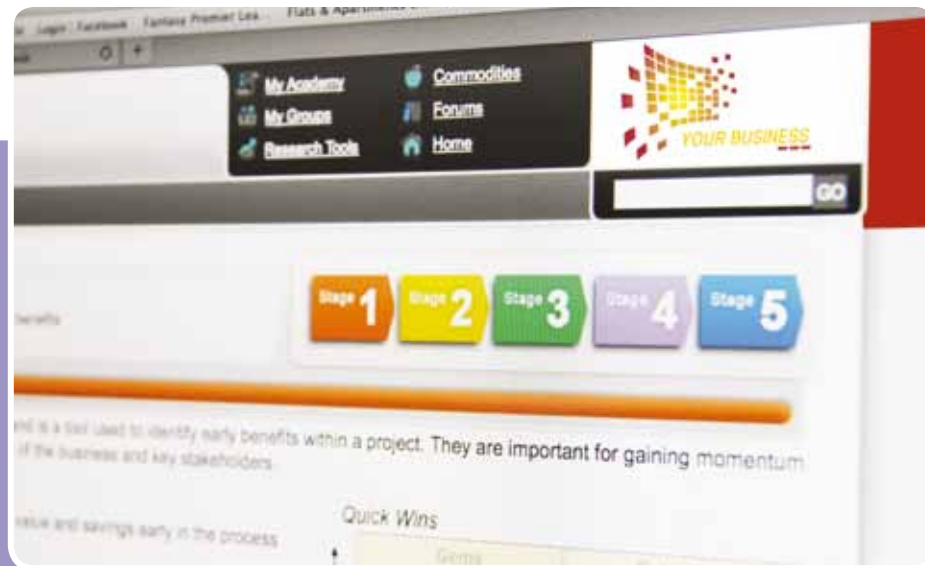 Login Facebook Fantasy Premier Lea... Flats & Apartments
My Academy
My Groups
Research Tools
Commodities
Forums
Home
YOUR BUSINESS
GO
Stage 1
Stage 2
Stage 3
Stage 4
Stage 5
benefits
and is a tool used to identify early benefits within a project. They are important for gaining momentum
of the business and key stakeholders
value and savings early in the process
Quick Wins
Gems